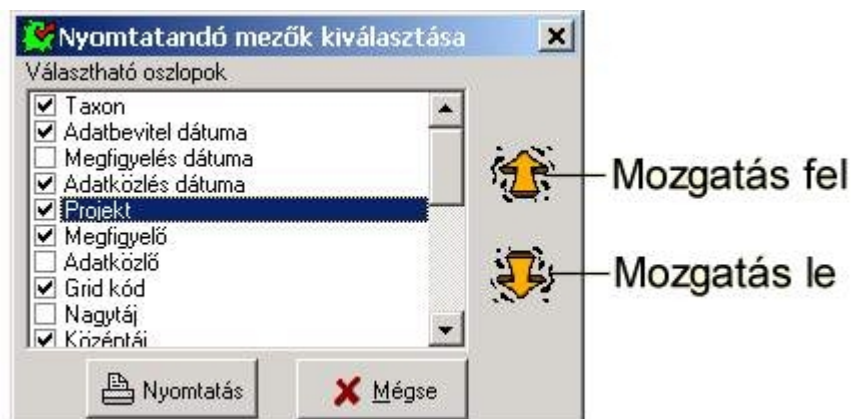 Nyomtatandó mezők kiválasztása
Választható oszlopok
Taxon
Adatbevitel dátuma
Megfigyelés dátuma
Adatközlés dátuma
Projekt
Megfigyelő
Adatközlő
Grid kód
Nagytáj
Középtáj
Mozgatás fel
Mozgatás le
Nyomtatás
Mégse